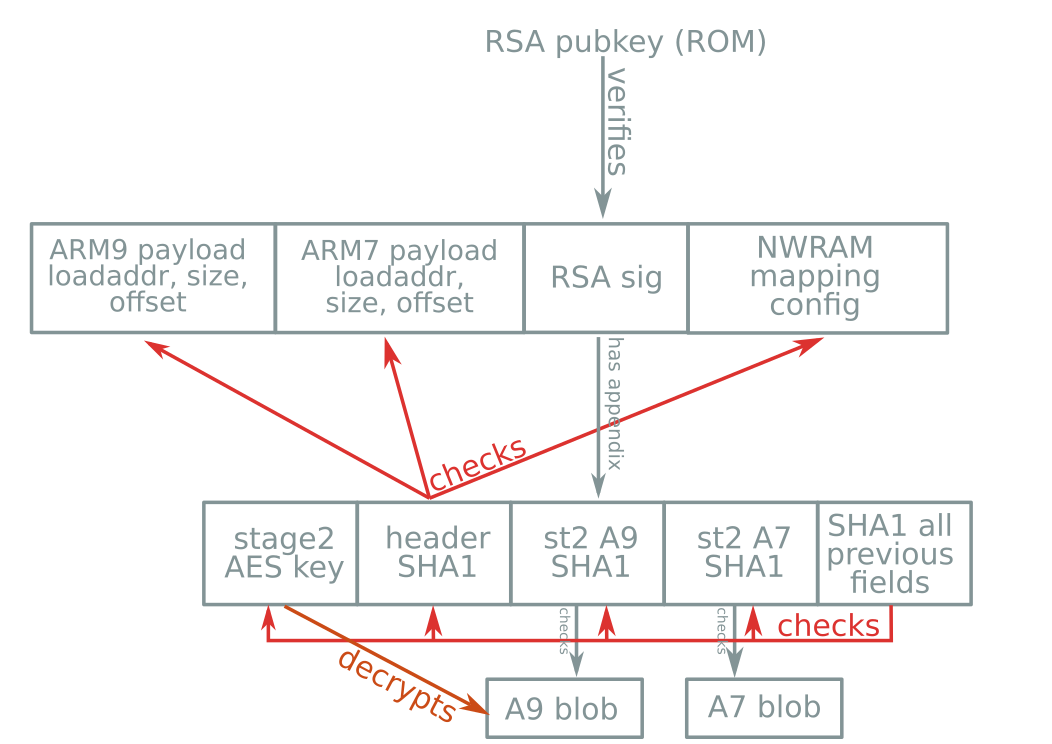 RSA pubkey (ROM)
verifies
ARM9 payload
loadaddr, size,
offset
ARM7 payload
loadaddr,
size, offset
RSA sig
NWRAM
mapping
config
has appendix
checks
stage2
AES key
header
SHA1
st2 A9
SHA1
st2 A7
SHA1
SHA1 all
previous
fields
checks
checks
checks
decrypts
A9 blob
A7 blob